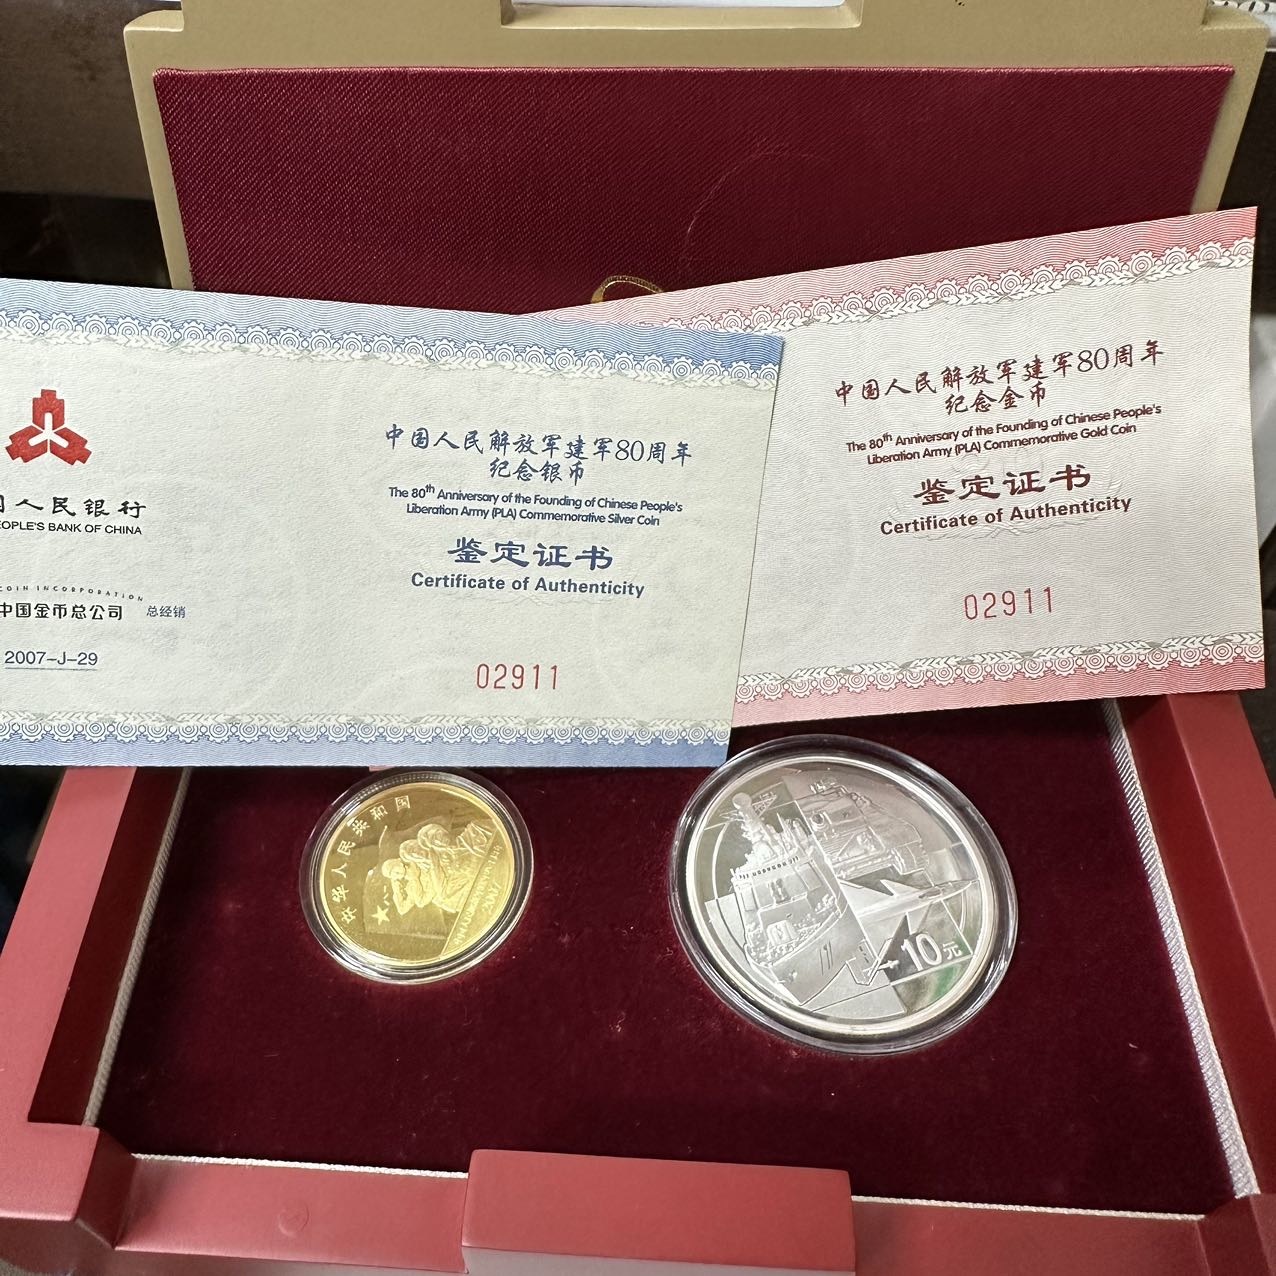 人民银行
PEOPLE'S BANK OF CHINA
COIN INCORPORATION
中国金币总公司 总经销
2007-J-29
中国人民解放军建军80周年
纪念银币
The 80th Anniversary of the Founding of Chinese People's
Liberation Army (PLA) Commemorative Silver Coin
鉴定证书
Certificate of Authenticity
02911
中国人民解放军建军80周年
纪念金币
The 80th Anniversary of the Founding of Chinese People's
Liberation Army (PLA) Commemorative Gold Coin
鉴定证书
Certificate of Authenticity
02911
中华人民共和国
2007
10元